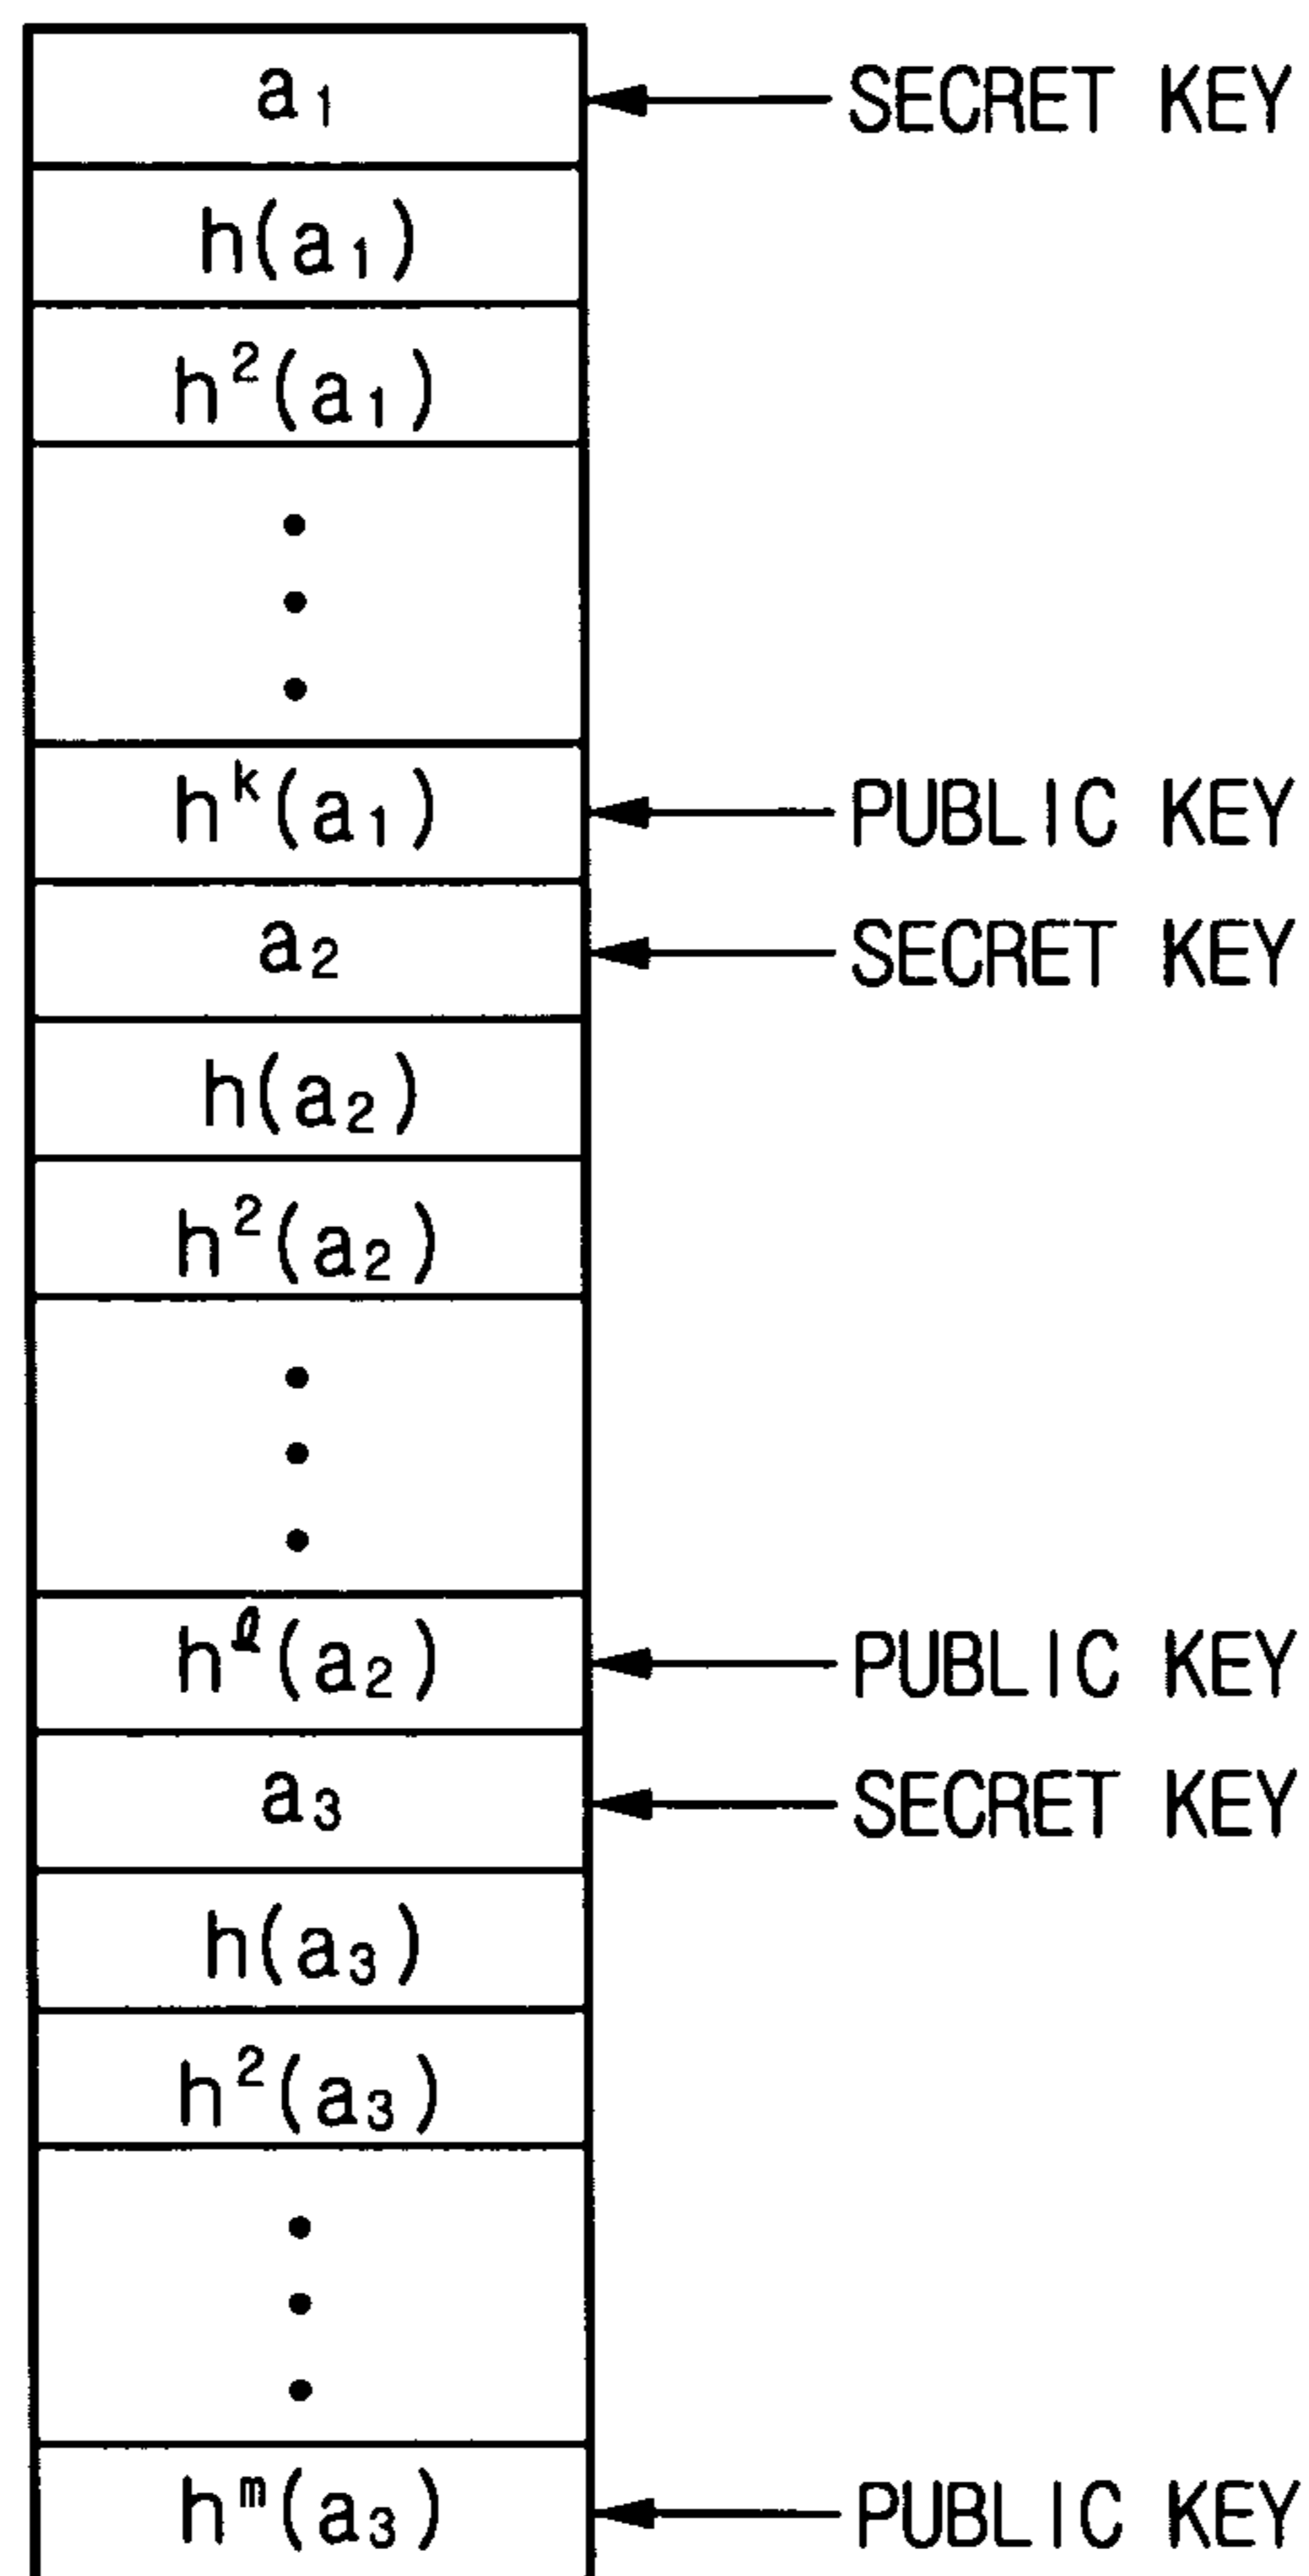 a₁ SECRET KEY
h(a₁)
h²(a₁)
hᵏ(a₁) PUBLIC KEY
a₂ SECRET KEY
h(a₂)
h²(a₂)
hˡ(a₂) PUBLIC KEY
a₃ SECRET KEY
h(a₃)
h²(a₃)
hᵐ(a₃) PUBLIC KEY